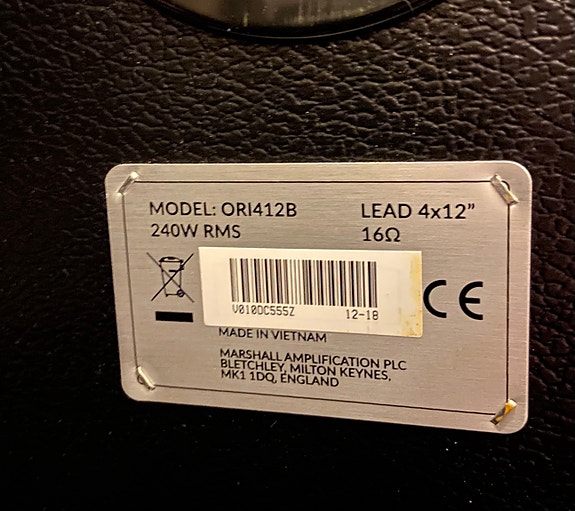 MODEL: ORI412B LEAD 4x12”
240W RMS 16Ω
V010DC555Z 12-18
CE
MADE IN VIETNAM
MARSHALL AMPLIFICATION PLC
BLETCHLEY, MILTON KEYNES,
MK1 1DQ, ENGLAND